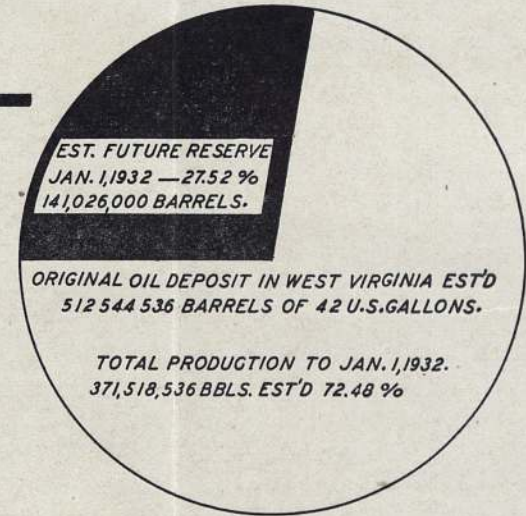 EST. FUTURE RESERVE
JAN. 1, 1932 — 27.52 %
141,026,000 BARRELS.
ORIGINAL OIL DEPOSIT IN WEST VIRGINIA EST'D
512 544 536 BARRELS OF 42 U.S. GALLONS.
TOTAL PRODUCTION TO JAN. 1, 1932.
371,518,536 BBLS. EST'D 72.48 %